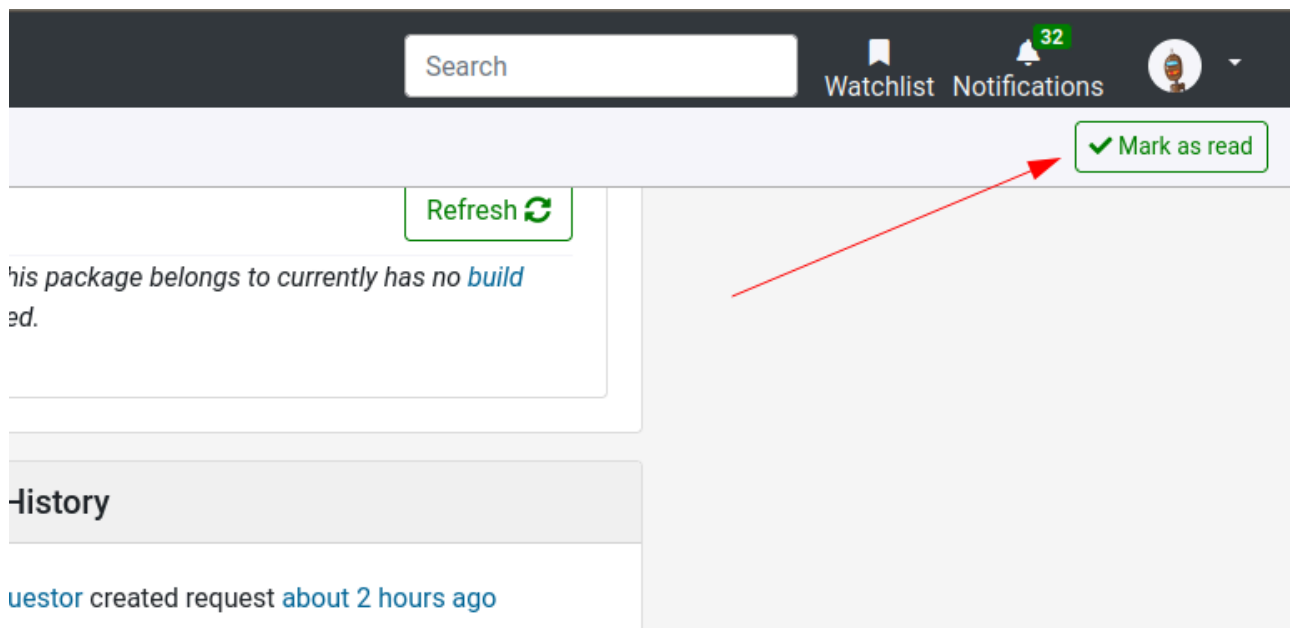 Search
32
Watchlist Notifications
Mark as read
Refresh
his package belongs to currently has no build
ed.
History
uestor created request about 2 hours ago